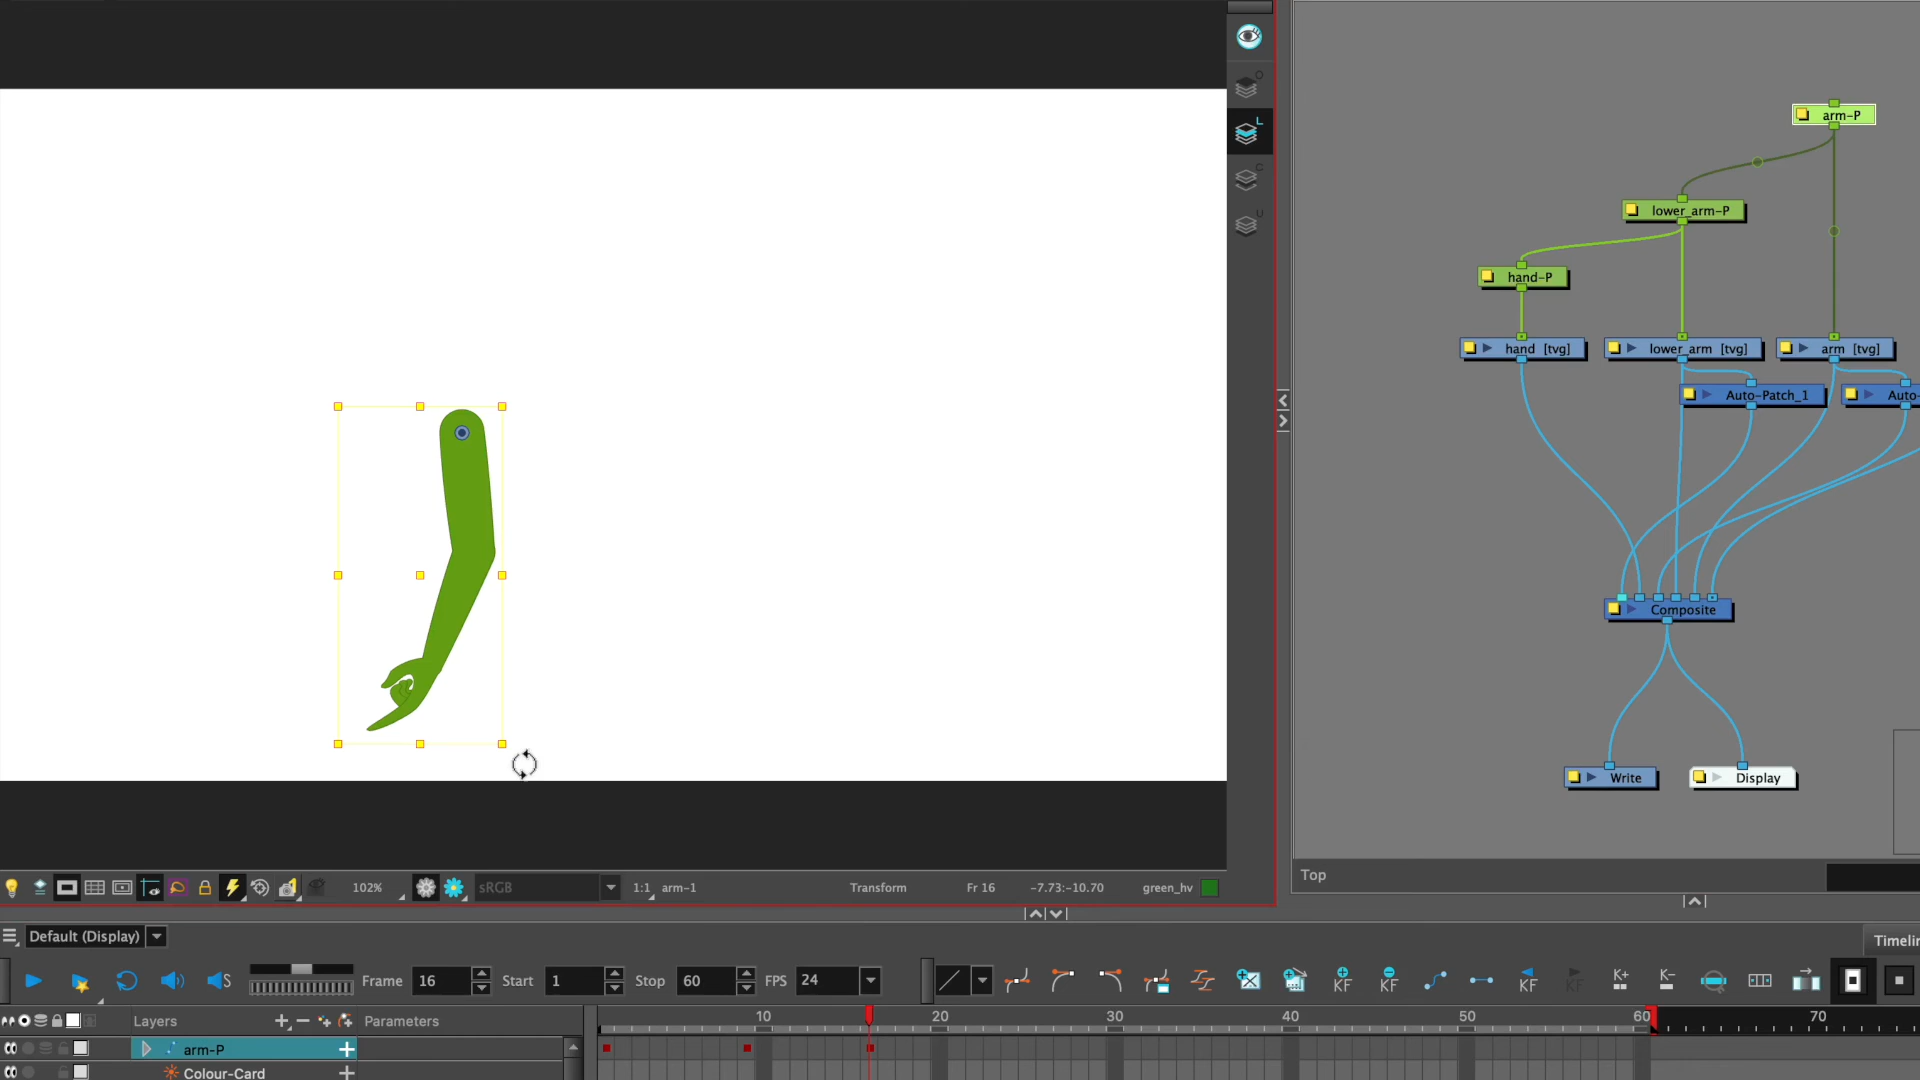 O
L
C
U
arm-P
lower_arm-P
hand-P
hand [tvg]
lower_arm [tvg]
arm [tvg]
Auto-Patch_1
Auto-
Composite
Write
Display
Top
102%
sRGB
1:1
arm-1
Transform
Fr 16
-7.73:-10.70
green_hv
Default (Display)
Timelin
S
Frame 16 Start 1 Stop 60 FPS 24
KF KF KF KF K+ K-
Layers Parameters
10 20 30 40 50 60 70
arm-P
Colour-Card